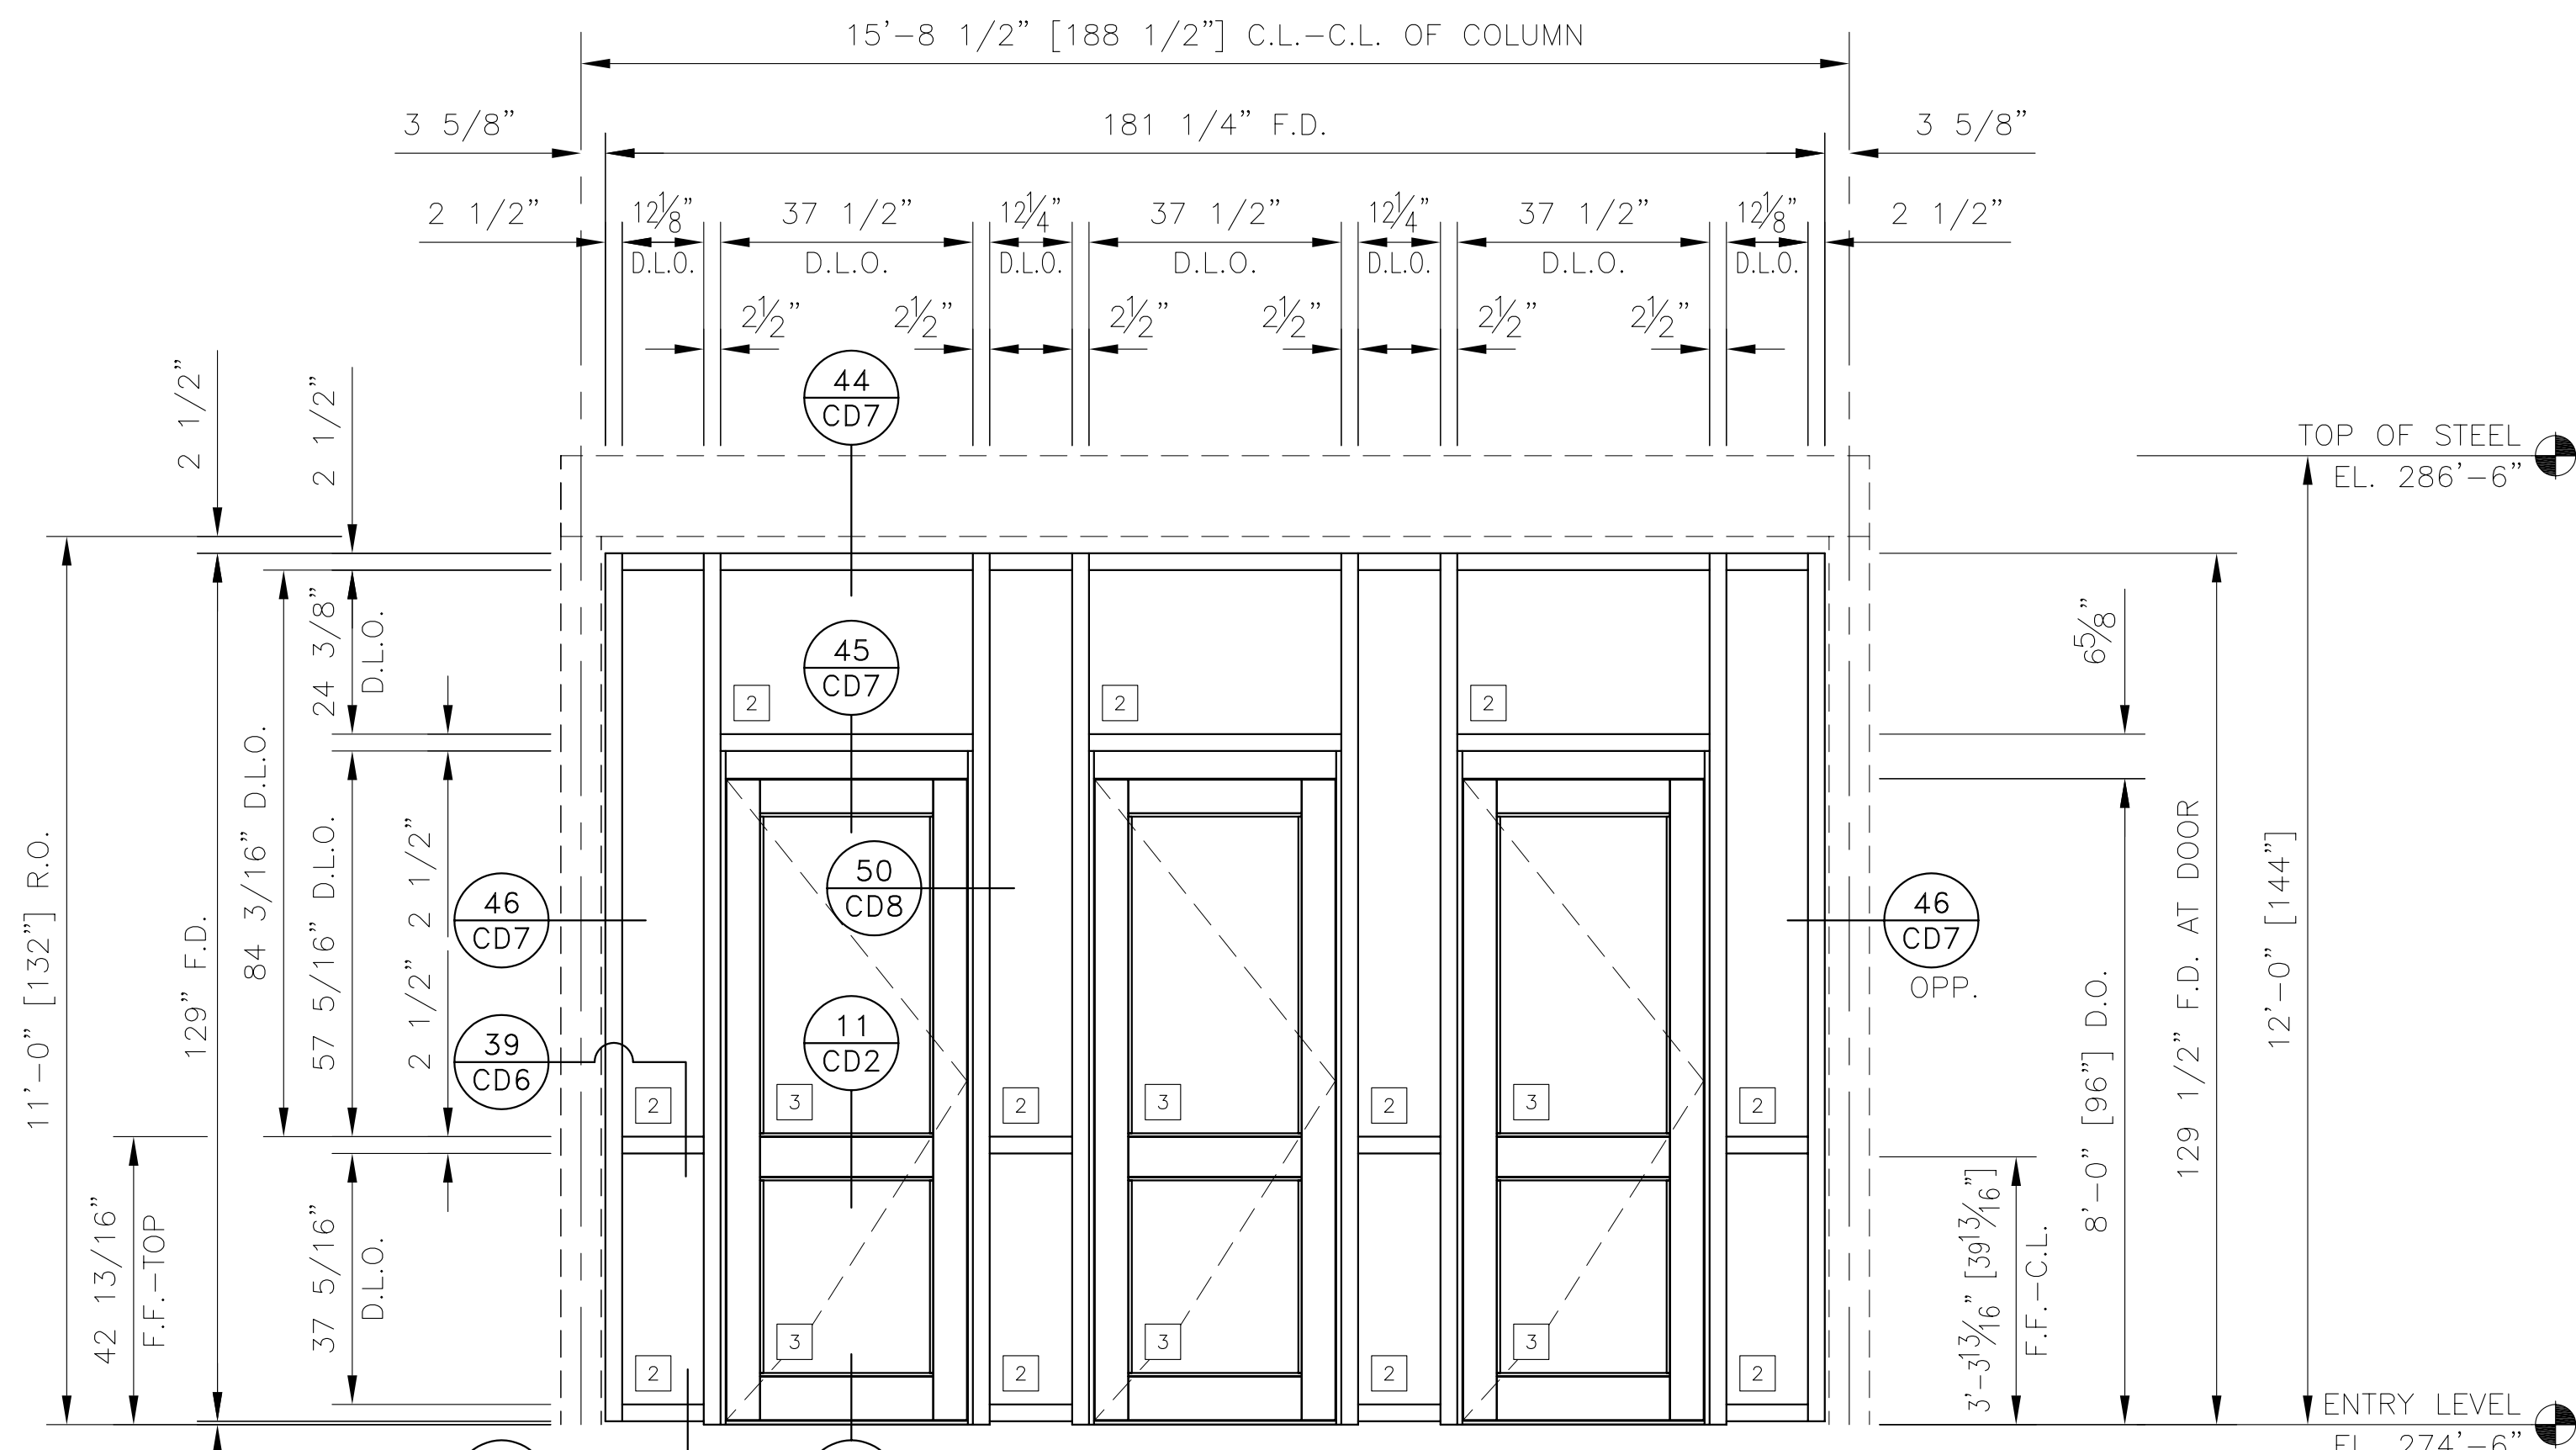 15'-8 1/2" [188 1/2"] C.L.-C.L. OF COLUMN
3 5/8"
181 1/4" F.D.
3 5/8"
2 1/2"
12 1/8"
37 1/2"
12 1/4"
37 1/2"
12 1/4"
37 1/2"
12 1/8"
2 1/2"
D.L.O.
D.L.O.
D.L.O.
D.L.O.
D.L.O.
D.L.O.
D.L.O.
2 1/2"
2 1/2"
2 1/2"
2 1/2"
2 1/2"
2 1/2"
2 1/2"
2 1/2"
44
CD7
TOP OF STEEL
EL. 286'-6"
24 3/8"
D.L.O.
6 5/8"
45
CD7
2
2
2
84 3/16" D.L.O.
57 5/16" D.L.O.
2 1/2"
2 1/2"
11'-0" [132"] R.O.
129" F.D.
46
CD7
50
CD8
46
CD7
OPP.
39
CD6
11
CD2
129 1/2" F.D. AT DOOR
12'-0" [144"]
8'-0" [96"] D.O.
2
3
2
3
2
3
2
42 13/16"
F.F.-TOP
37 5/16"
D.L.O.
3'-3 13/16" [39 13/16"]
F.F.-C.L.
3
3
3
2
2
2
2
ENTRY LEVEL
EL. 274'-6"